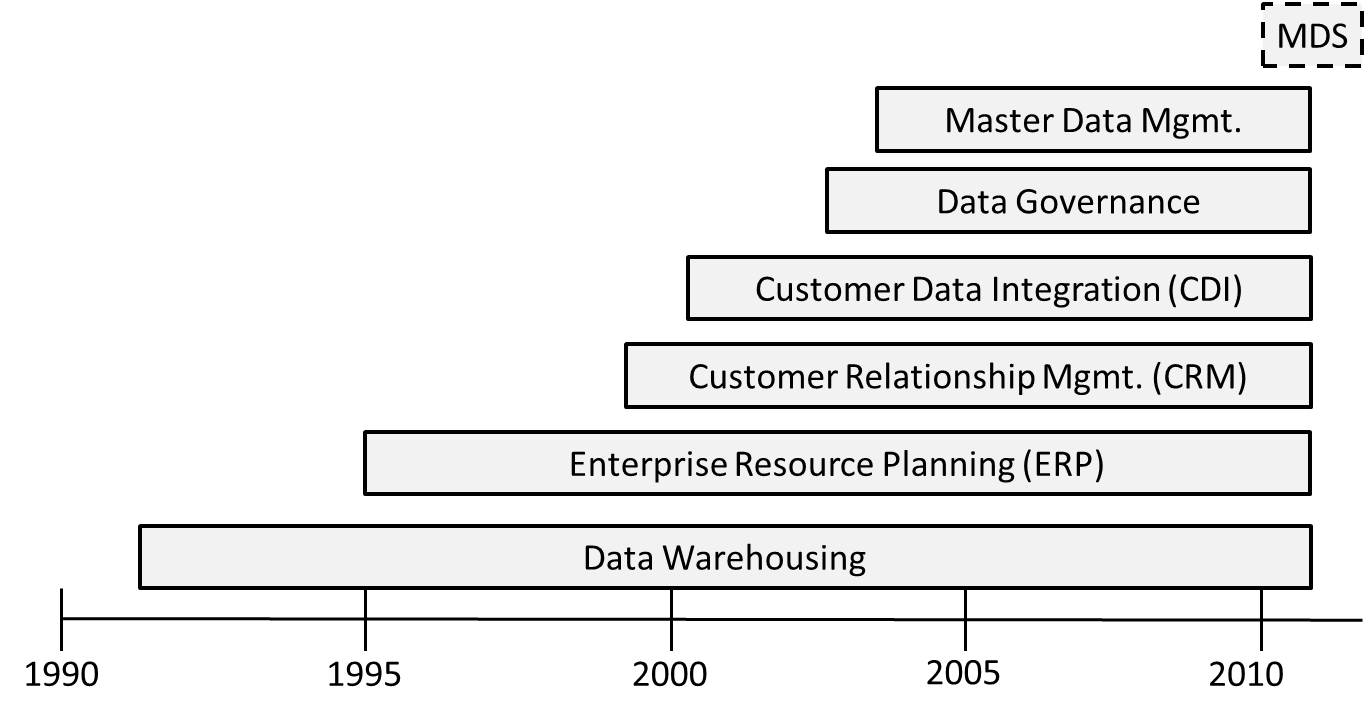 MDS
Master Data Mgmt.
Data Governance
Customer Data Integration (CDI)
Customer Relationship Mgmt. (CRM)
Enterprise Resource Planning (ERP)
Data Warehousing
1990 1995 2000 2005 2010